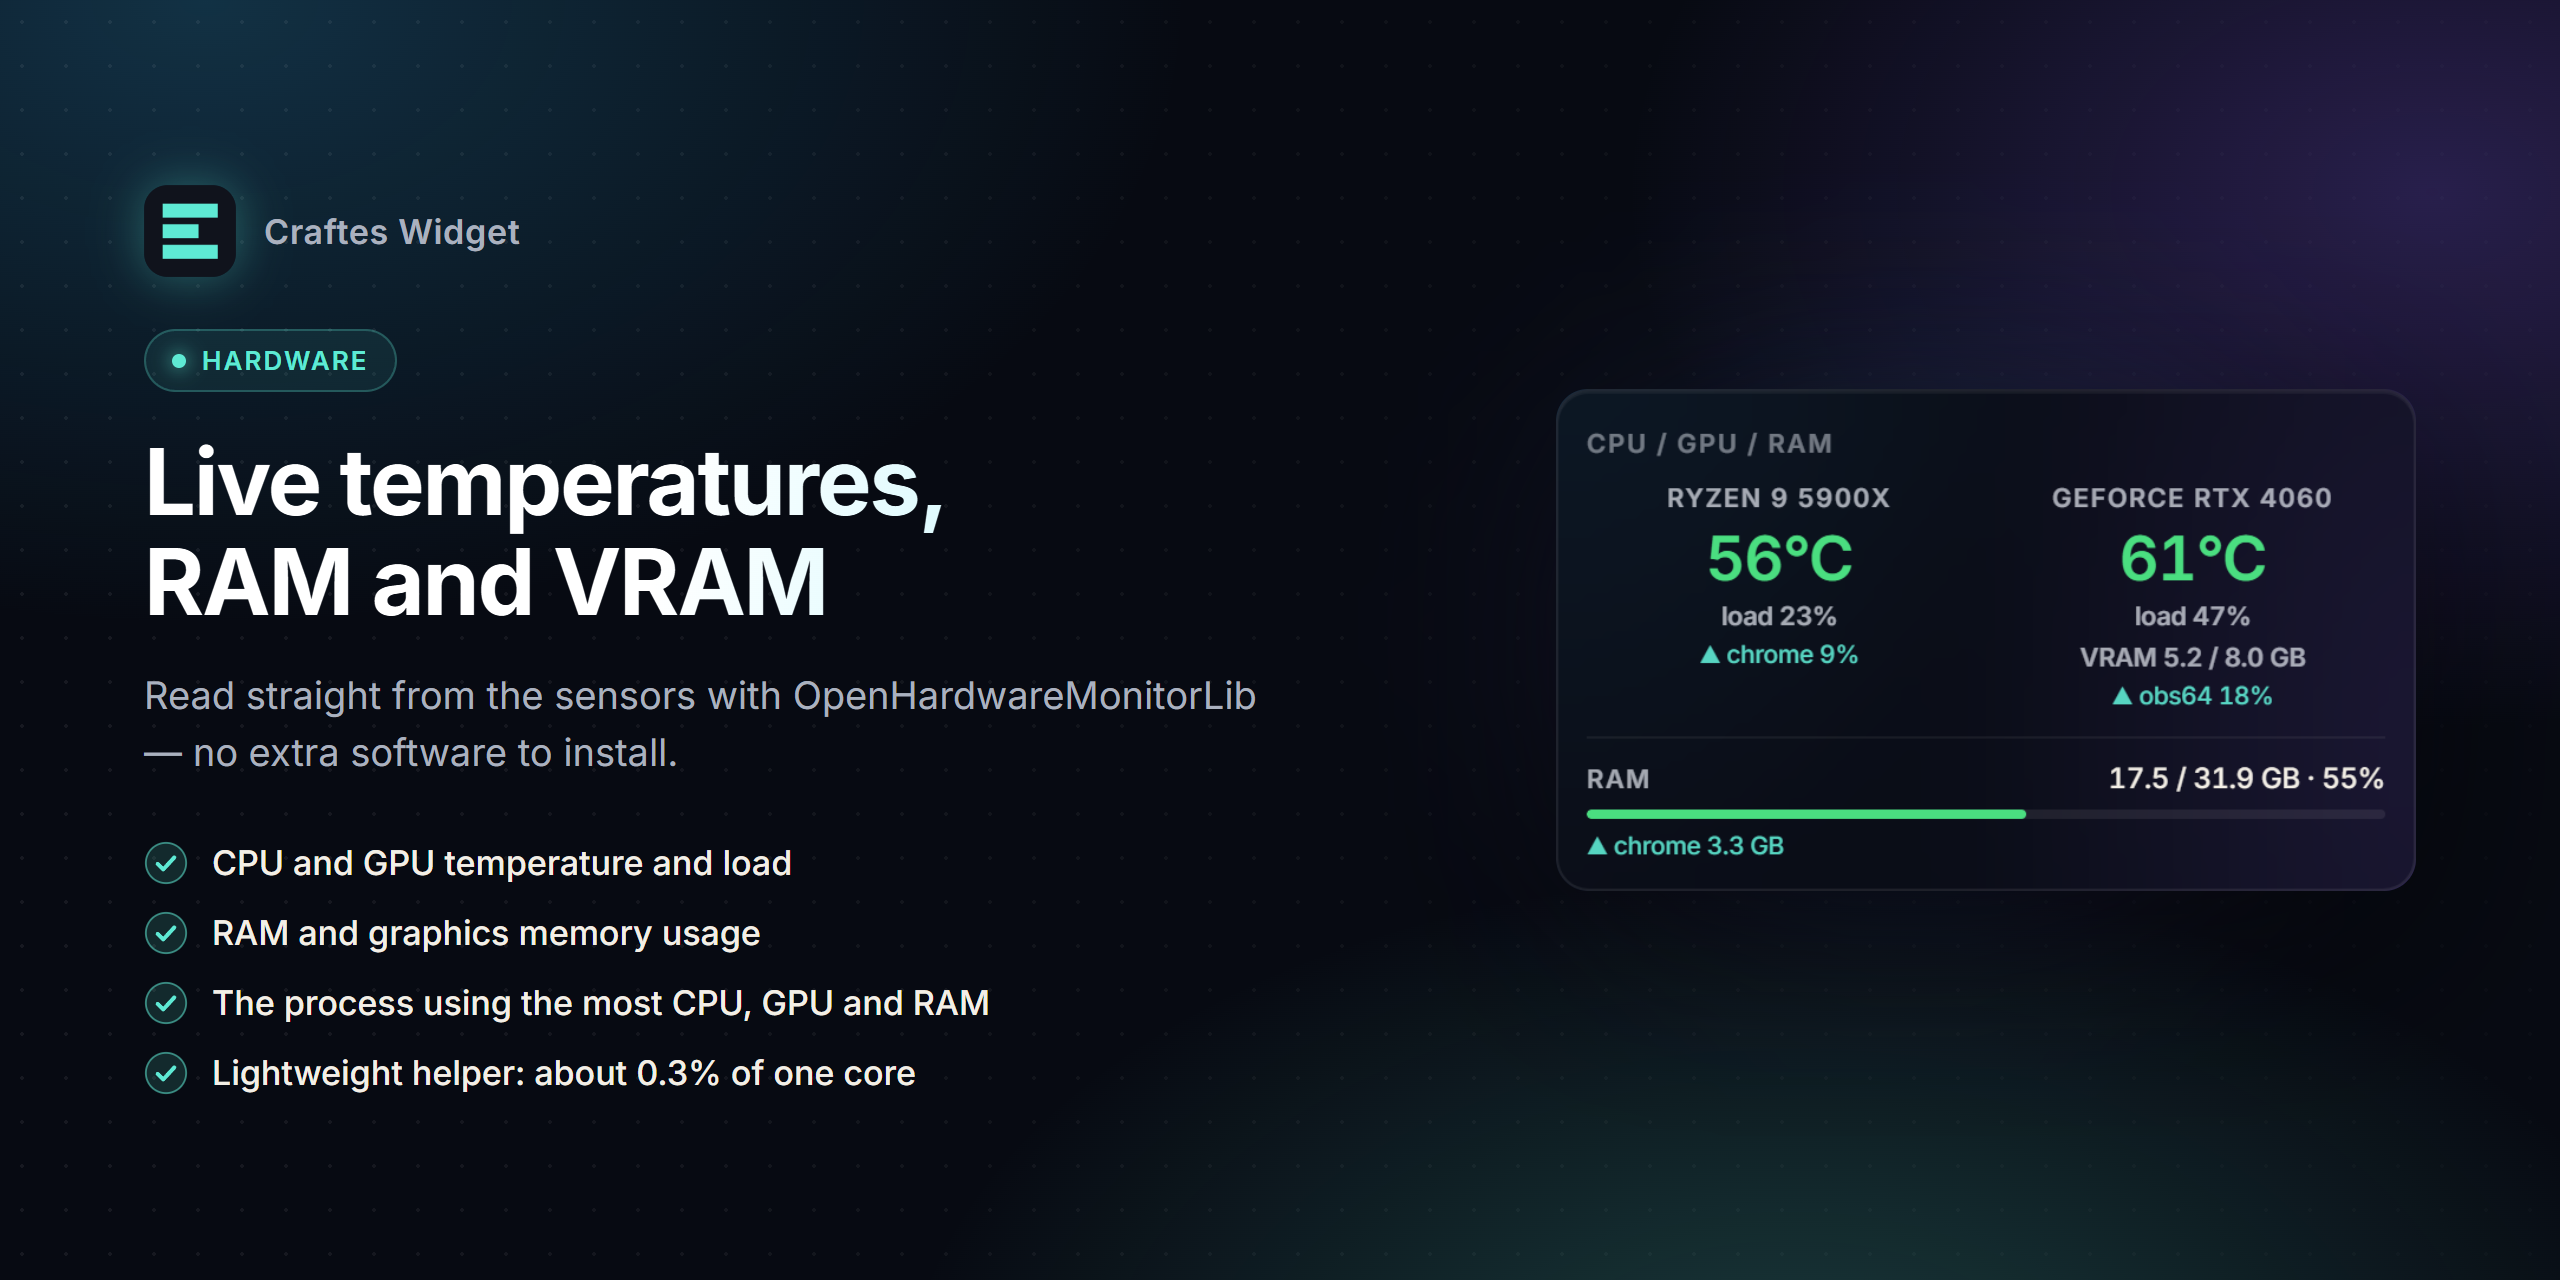 Craftes Widget
HARDWARE
Live temperatures,
RAM and VRAM
Read straight from the sensors with OpenHardwareMonitorLib
— no extra software to install.
CPU and GPU temperature and load
RAM and graphics memory usage
The process using the most CPU, GPU and RAM
Lightweight helper: about 0.3% of one core
CPU / GPU / RAM
RYZEN 9 5900X
56°C
load 23%
▲ chrome 9%
GEFORCE RTX 4060
61°C
load 47%
VRAM 5.2 / 8.0 GB
▲ obs64 18%
RAM
17.5 / 31.9 GB · 55%
▲ chrome 3.3 GB